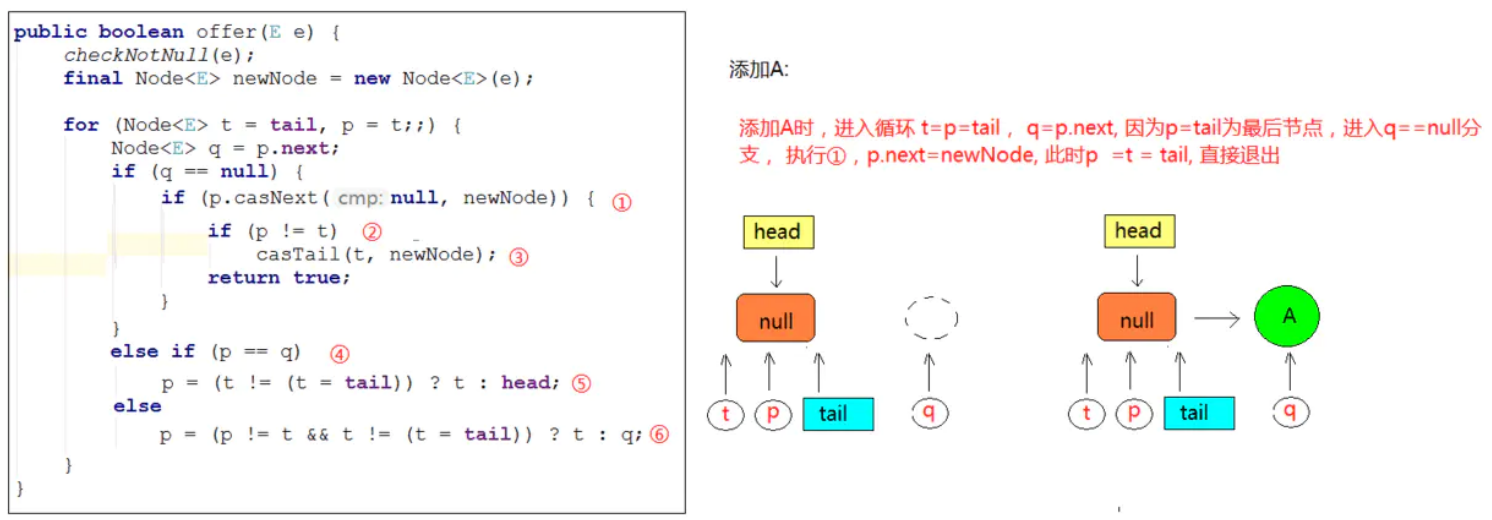 public boolean offer(E e) {
checkNotNull(e);
final Node<E> newNode = new Node<E>(e);
for (Node<E> t = tail, p = t;;) {
Node<E> q = p.next;
if (q == null) {
if (p.casNext( cmp: null, newNode)) { ①
if (p != t) ②
casTail(t, newNode); ③
return true;
}
}
else if (p == q) ④
p = (t != (t = tail)) ? t : head; ⑤
else
p = (p != t && t != (t = tail)) ? t : q; ⑥
}
}
添加A:
添加A时，进入循环 t=p=tail， q=p.next, 因为p=tail为最后节点，进入q==null分
支， 执行①，p.next=newNode, 此时p =t = tail, 直接退出
head
null
t
p
tail
q
head
null
A
t
p
tail
q